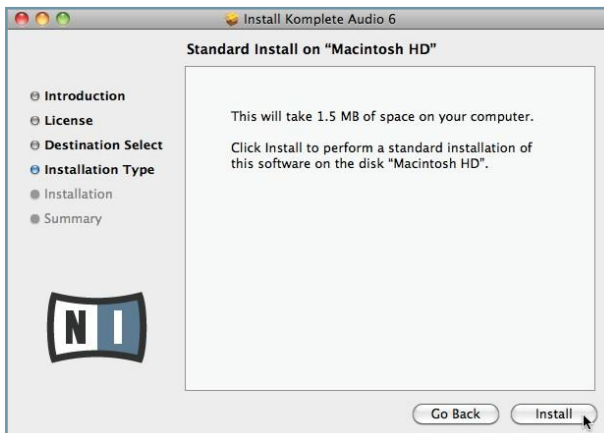 Install Komplete Audio 6
Standard Install on “Macintosh HD”
Introduction
License
Destination Select
Installation Type
Installation
Summary
This will take 1.5 MB of space on your computer.
Click Install to perform a standard installation of
this software on the disk “Macintosh HD”.
NI
Go Back
Install